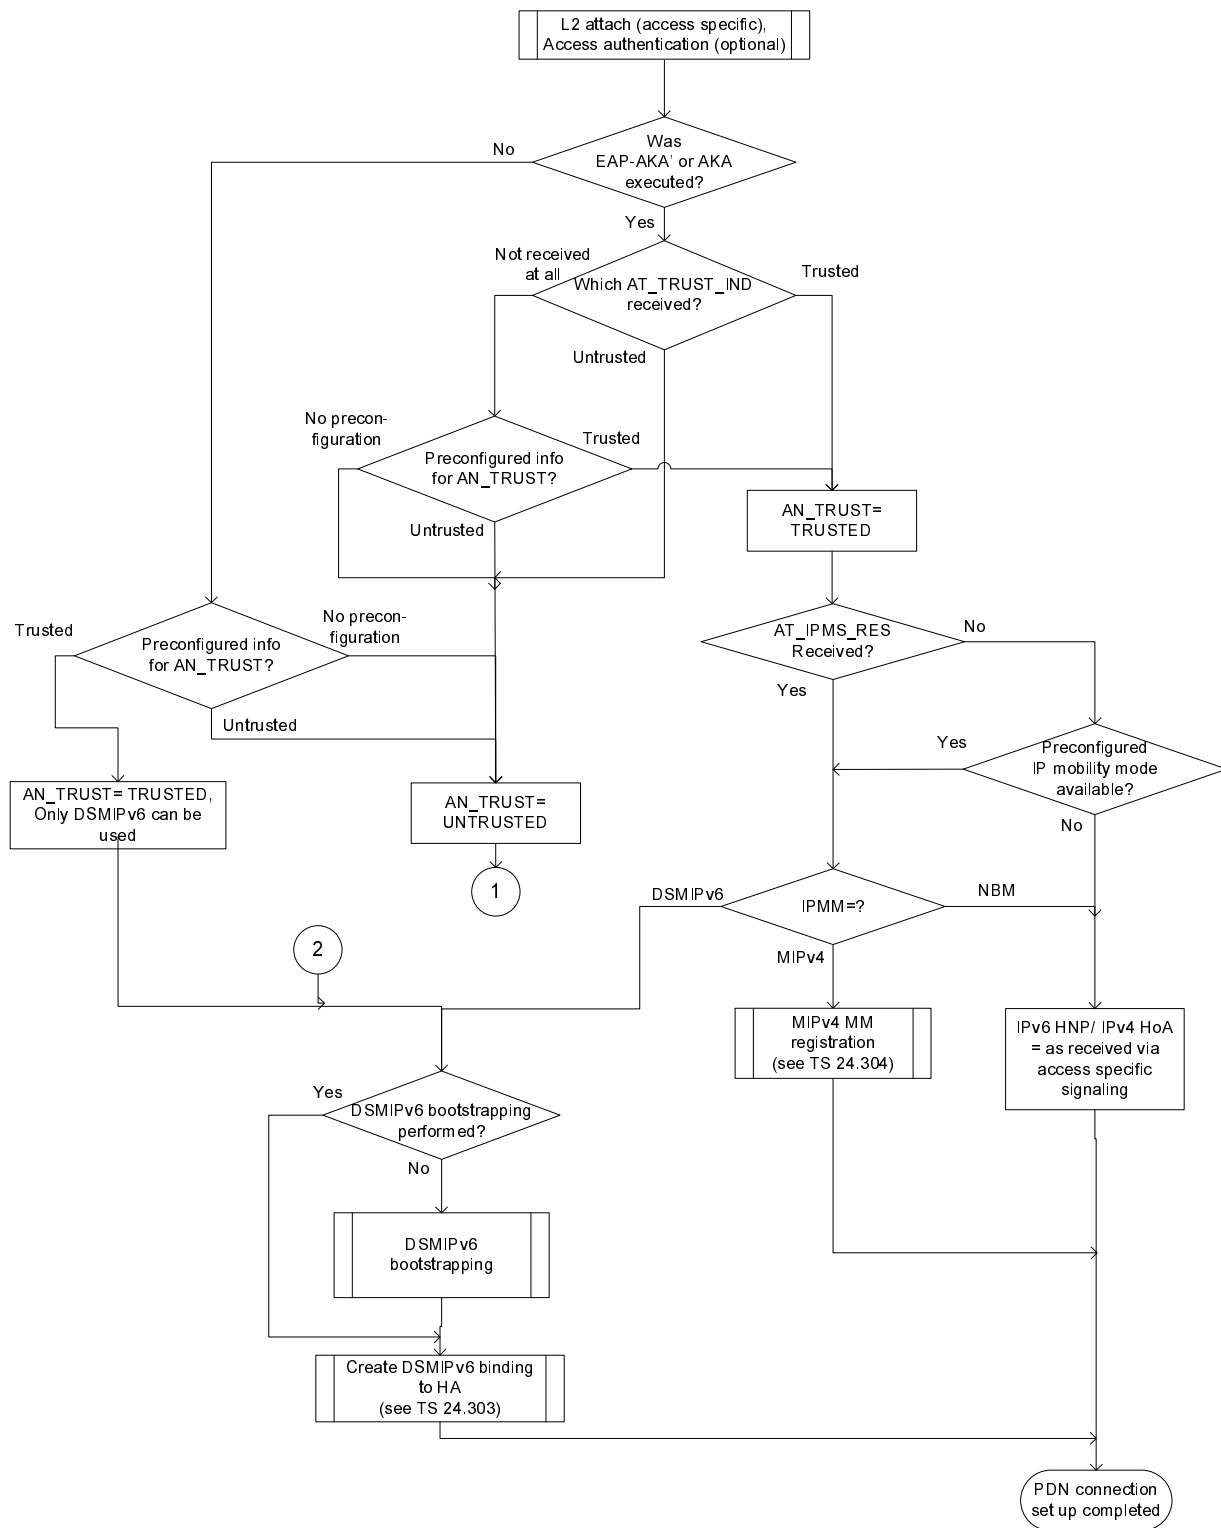 L2 attach (access specific),
Access authentication (optional)
Was
EAP-AKA' or AKA
executed?
No
Yes
Not received
at all
Which AT_TRUST_IND
received?
Trusted
Untrusted
No precon-
figuration
Preconfigured info
for AN_TRUST?
Trusted
Untrusted
AN_TRUST=
TRUSTED
Trusted
Preconfigured info
for AN_TRUST?
No precon-
figuration
Untrusted
AT_IPMS_RES
Received?
No
Yes
Preconfigured
IP mobility mode
available?
Yes
No
AN_TRUST= TRUSTED,
Only DSMIPv6 can be
used
AN_TRUST=
UNTRUSTED
1
2
DSMIPv6
IPMM=?
NBM
MIPv4
MIPv4 MM
registration
(see TS 24.304)
IPv6 HNP/ IPv4 HoA
= as received via
access specific
signaling
Yes
DSMIPv6 bootstrapping
performed?
No
DSMIPv6
bootstrapping
Create DSMIPv6 binding
to HA
(see TS 24.303)
PDN connection
set up completed